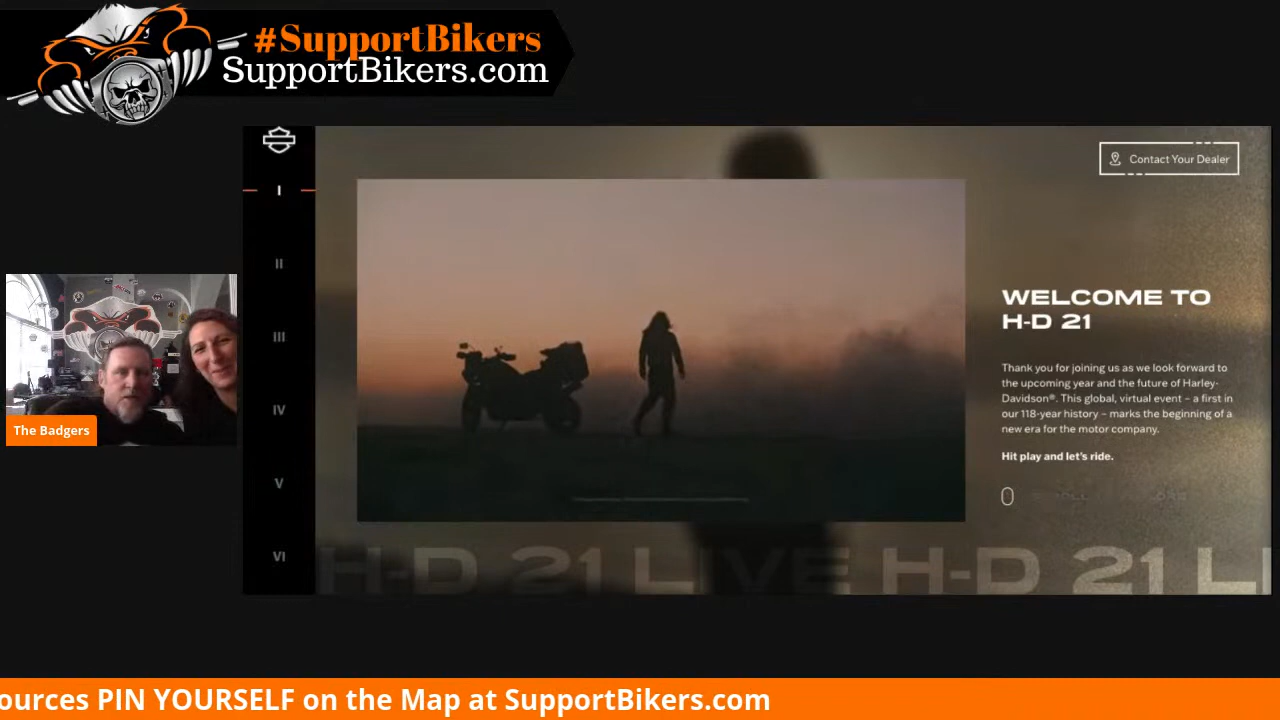 #SupportBikers
SupportBikers.com
I
II
III
IV
V
VI
Contact Your Dealer
WELCOME TO
H-D 21
Thank you for joining us as we look forward to
the upcoming year and the future of Harley-
Davidson®. This global, virtual event – a first in
our 118-year history – marks the beginning of a
new era for the motor company.
Hit play and let's ride.
H-D 21 LIVE H-D 21 LI
The Badgers
ources PIN YOURSELF on the Map at SupportBikers.com